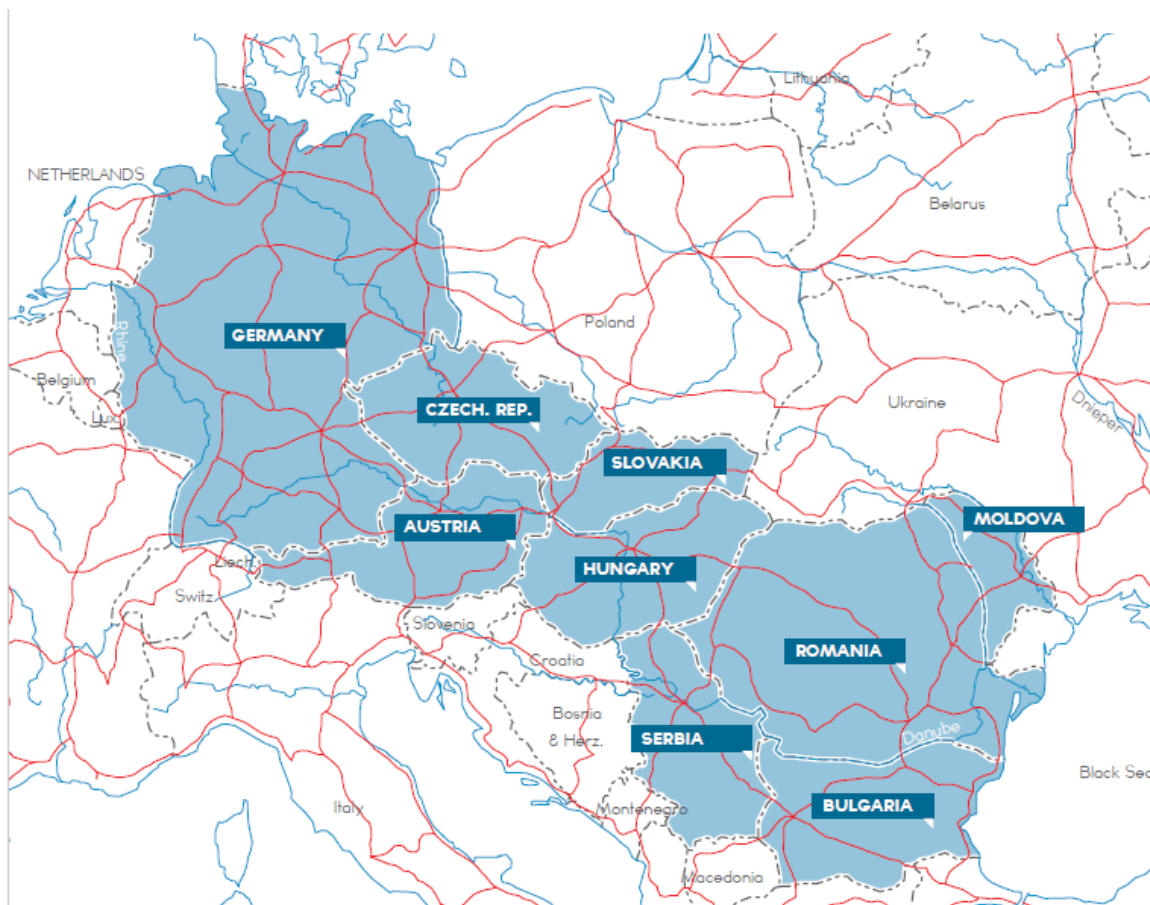 Lithuania
NETHERLANDS
Belarus
Rhine
Poland
GERMANY
Belgium
Lux.
CZECH. REP.
Ukraine
Dnieper
SLOVAKIA
AUSTRIA
MOLDOVA
Liech.
HUNGARY
Switz.
Slovenia
Croatia
ROMANIA
Bosnia
& Herz.
SERBIA
Danube
Black Sea
Italy
Montenegro
BULGARIA
Macedonia